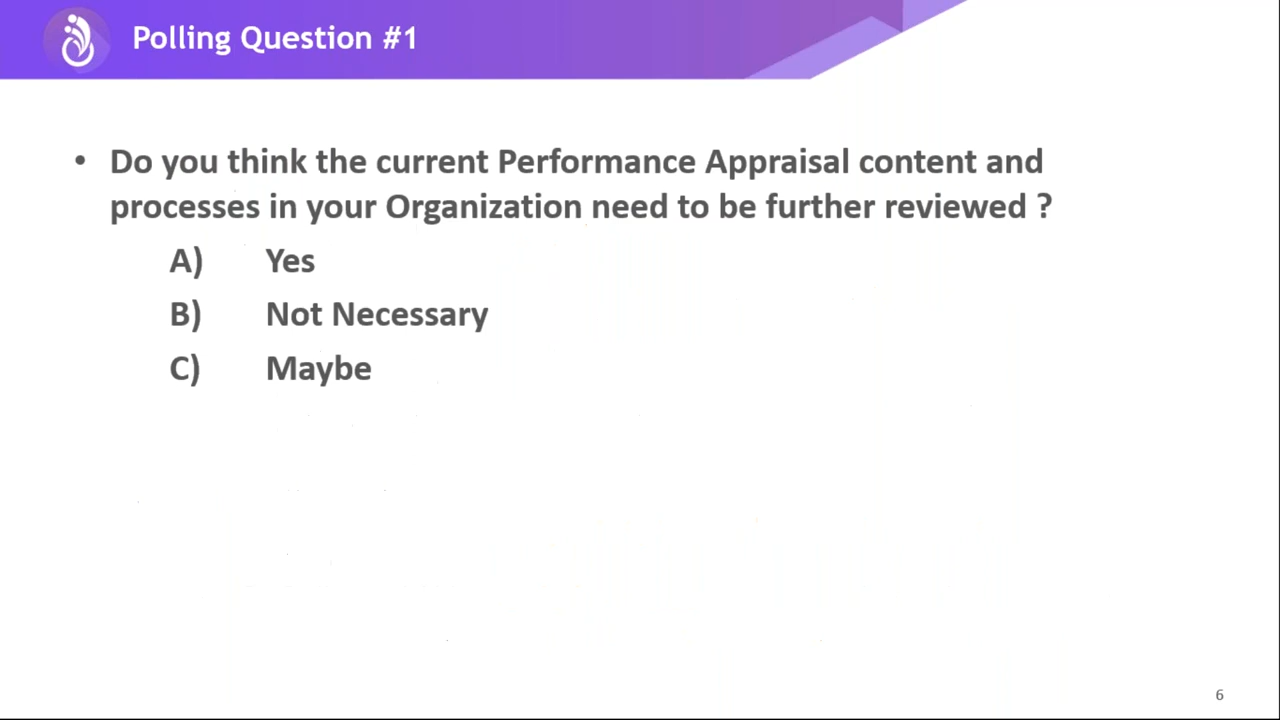 Polling Question #1
• Do you think the current Performance Appraisal content and
processes in your Organization need to be further reviewed ?
A) Yes
B) Not Necessary
C) Maybe
6